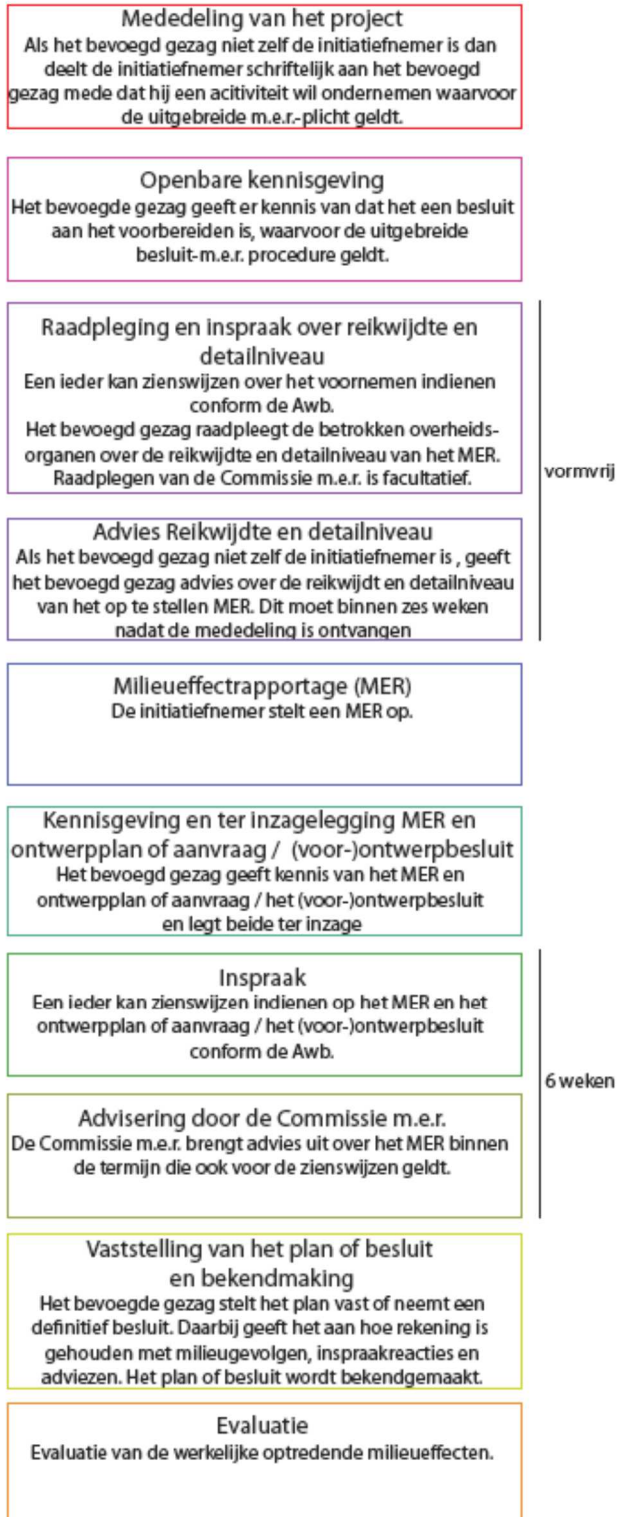 Mededeling van het project
Als het bevoegd gezag niet zelf de initiatiefnemer is dan
deelt de initiatiefnemer schriftelijk aan het bevoegd
gezag mede dat hij een acitiviteit wil ondernemen waarvoor
de uitgebreide m.e.r.-plicht geldt.
Openbare kennisgeving
Het bevoegde gezag geeft er kennis van dat het een besluit
aan het voorbereiden is, waarvoor de uitgebreide
besluit-m.e.r. procedure geldt.
Raadpleging en inspraak over reikwijdte en
detailniveau
Een ieder kan zienswijzen over het voornemen indienen
conform de Awb.
Het bevoegd gezag raadpleegt de betrokken overheids-
organen over de reikwijdte en detailniveau van het MER.
Raadplegen van de Commissie m.e.r. is facultatief.
vormvrij
Advies Reikwijdte en detailniveau
Als het bevoegd gezag niet zelf de initiatiefnemer is , geeft
het bevoegd gezag advies over de reikwijdt en detailniveau
van het op te stellen MER. Dit moet binnen zes weken
nadat de mededeling is ontvangen
Milieueffectrapportage (MER)
De initiatiefnemer stelt een MER op.
Kennisgeving en ter inzagelegging MER en
ontwerpplan of aanvraag / (voor-)ontwerpbesluit
Het bevoegd gezag geeft kennis van het MER en
ontwerpplan of aanvraag / het (voor-)ontwerpbesluit
en legt beide ter inzage
Inspraak
Een ieder kan zienswijzen indienen op het MER en het
ontwerpplan of aanvraag / het (voor-)ontwerpbesluit
conform de Awb.
6 weken
Advisering door de Commissie m.e.r.
De Commissie m.e.r. brengt advies uit over het MER binnen
de termijn die ook voor de zienswijzen geldt.
Vaststelling van het plan of besluit
en bekendmaking
Het bevoegde gezag stelt het plan vast of neemt een
definitief besluit. Daarbij geeft het aan hoe rekening is
gehouden met milieugevolgen, inspraakreacties en
adviezen. Het plan of besluit wordt bekendgemaakt.
Evaluatie
Evaluatie van de werkelijke optredende milieueffecten.